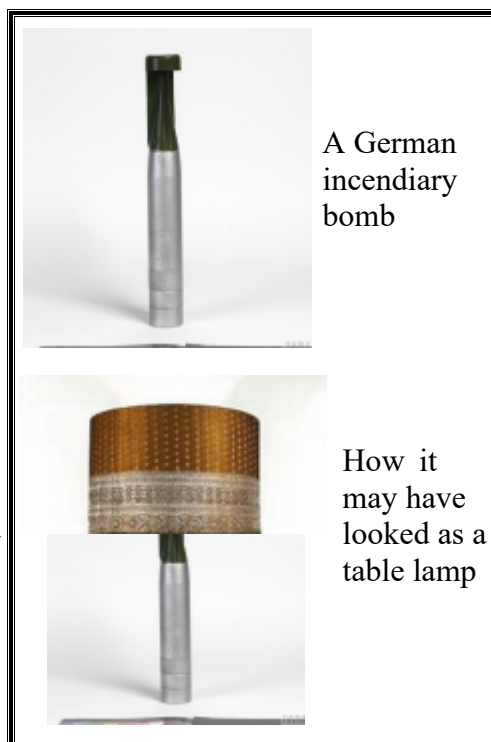 A German
incendiary
bomb
How it
may have
looked as a
table lamp